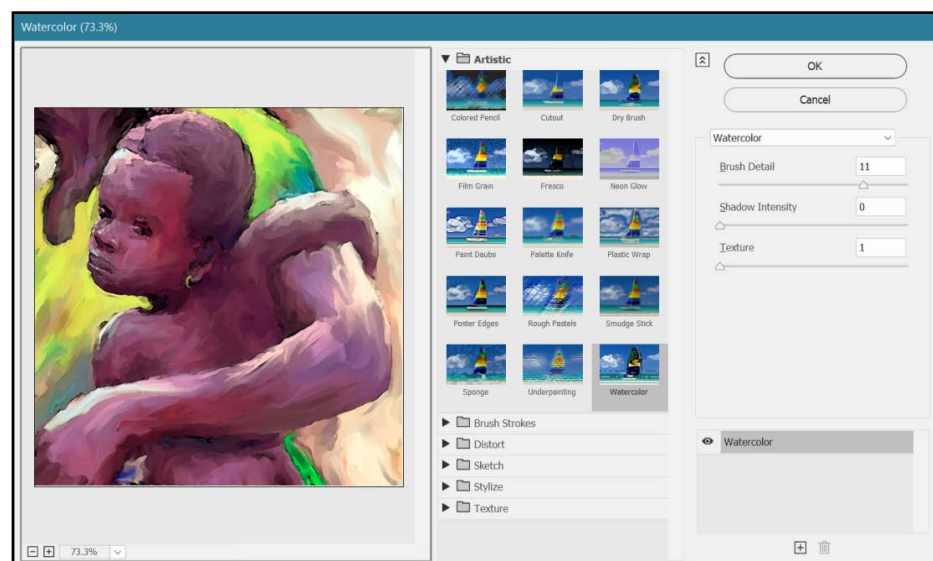 Watercolor (73.3%)
73.3%
Artistic
Colored Pencil Cutout Dry Brush
Film Grain Fresco Neon Glow
Paint Daubs Palette Knife Plastic Wrap
Poster Edges Rough Pastels Smudge Stick
Sponge Underpainting Watercolor
Brush Strokes
Distort
Sketch
Stylize
Texture
OK
Cancel
Watercolor
Brush Detail 11
Shadow Intensity 0
Texture 1
Watercolor